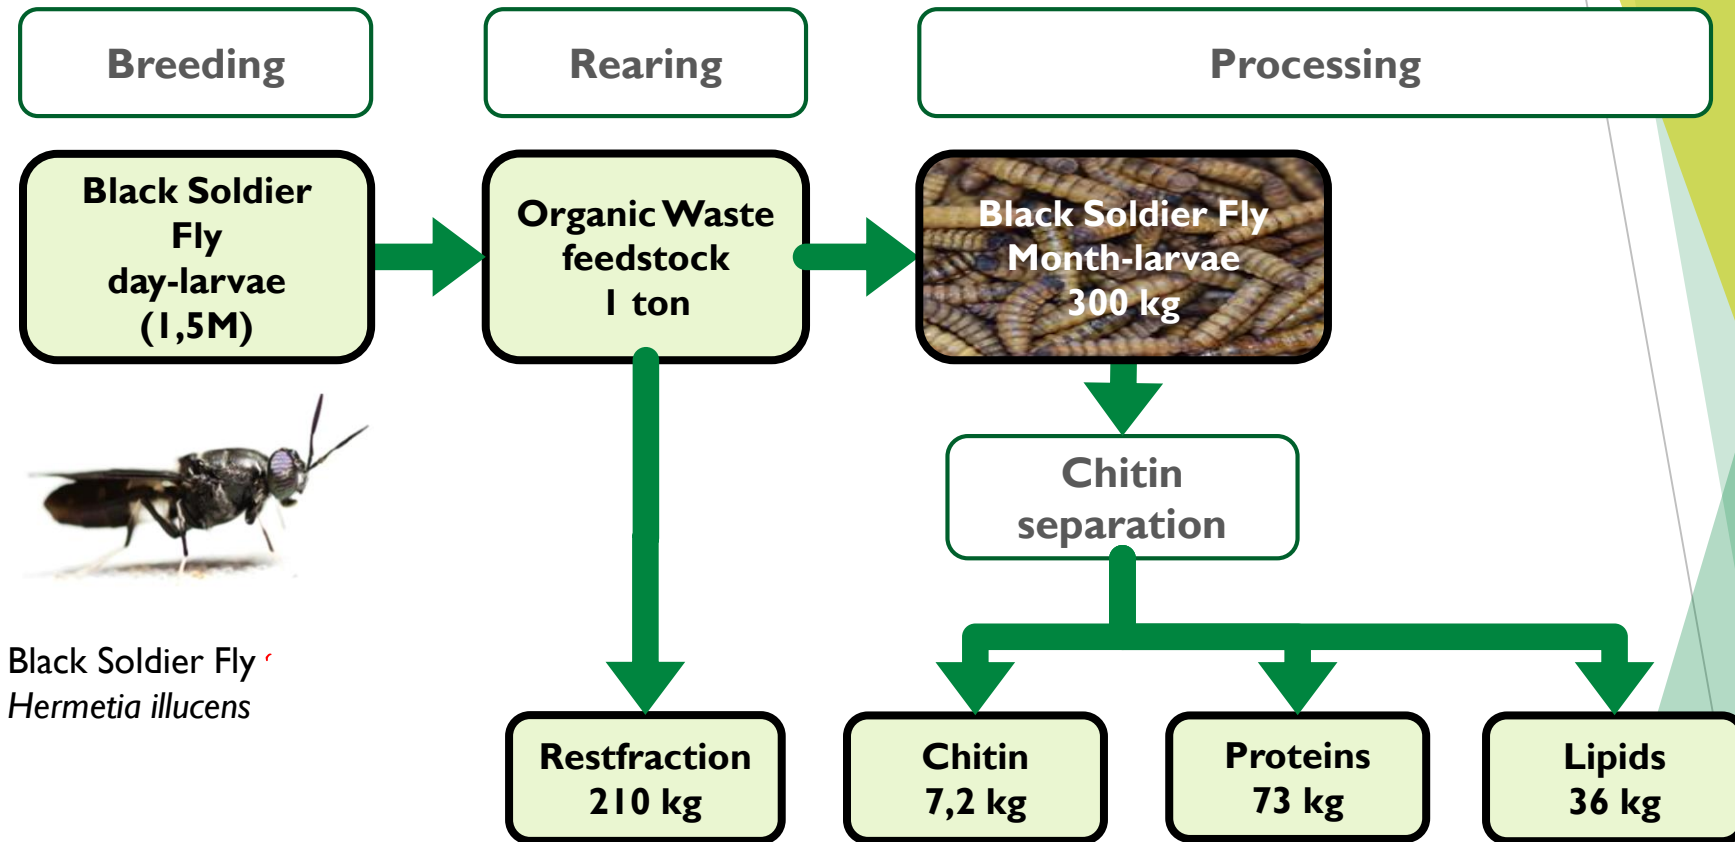 Breeding
Rearing
Processing
Black Soldier
Fly
day-larvae
(1,5M)
Organic Waste
feedstock
1 ton
Black Soldier Fly
Month-larvae
300 kg
Chitin
separation
Black Soldier Fly
Hermetia illucens
Restfraction
210 kg
Chitin
7,2 kg
Proteins
73 kg
Lipids
36 kg